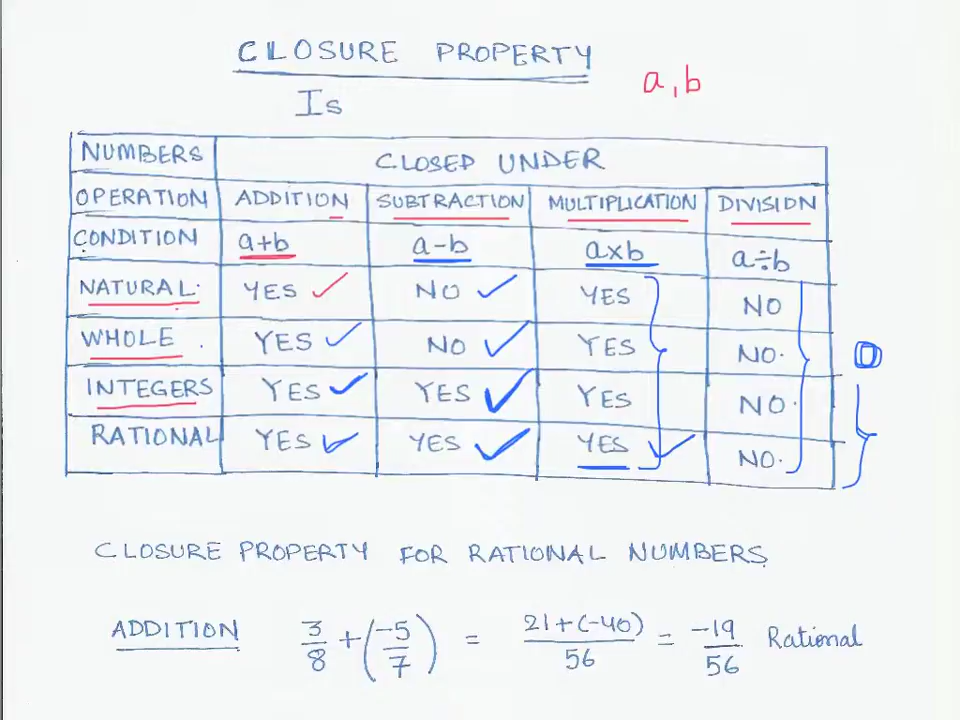 CLOSURE PROPERTY
Is
a, b
NUMBERS CLOSED UNDER
OPERATION ADDITION SUBTRACTION MULTIPLICATION DIVISION
CONDITION a+b a-b a×b a÷b
NATURAL YES NO YES NO
WHOLE YES NO YES NO
0
INTEGERS YES YES YES NO
RATIONAL YES YES YES NO
CLOSURE PROPERTY FOR RATIONAL NUMBERS
ADDITION 3/8 + (-5/7) = 21+(-40)/56 = -19/56 Rational